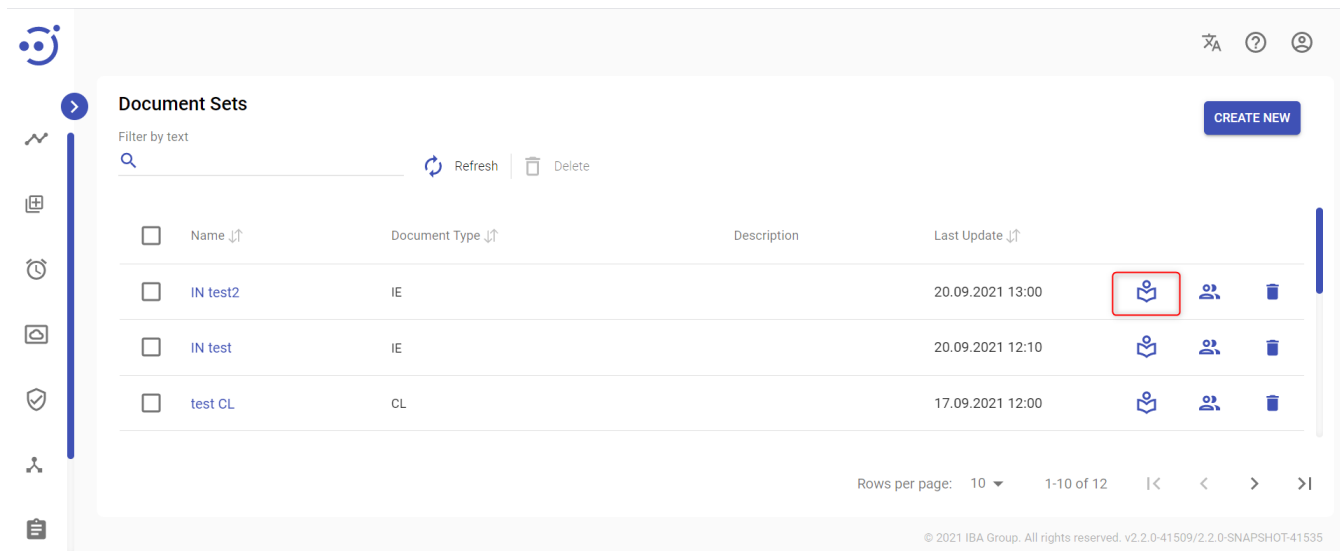 Document Sets
CREATE NEW
Filter by text
Refresh
Delete
Name
Document Type
Description
Last Update
IN test2 IE 20.09.2021 13:00
IN test IE 20.09.2021 12:10
test CL CL 17.09.2021 12:00
Rows per page: 10 1-10 of 12
© 2021 IBA Group. All rights reserved. v2.2.0-41509/2.2.0-SNAPSHOT-41535